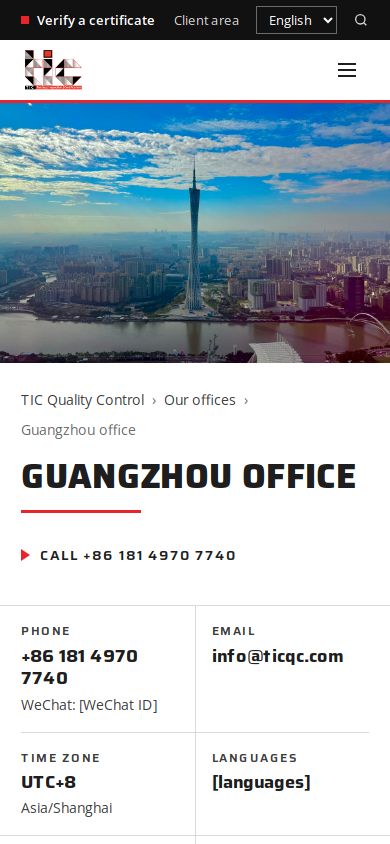 Verify a certificate Client area English
tic
TIC Quality Control › Our offices ›
Guangzhou office
GUANGZHOU OFFICE
CALL +86 181 4970 7740
PHONE
+86 181 4970
7740
WeChat: [WeChat ID]
EMAIL
info@ticqc.com
TIME ZONE
UTC+8
Asia/Shanghai
LANGUAGES
[languages]